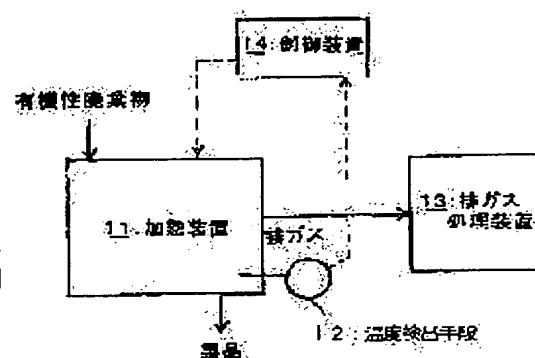 14:制御装置
有機性廃棄物
11:加熱装置
排ガス
13:排ガス
処理装置
12:温度検出手段
製品